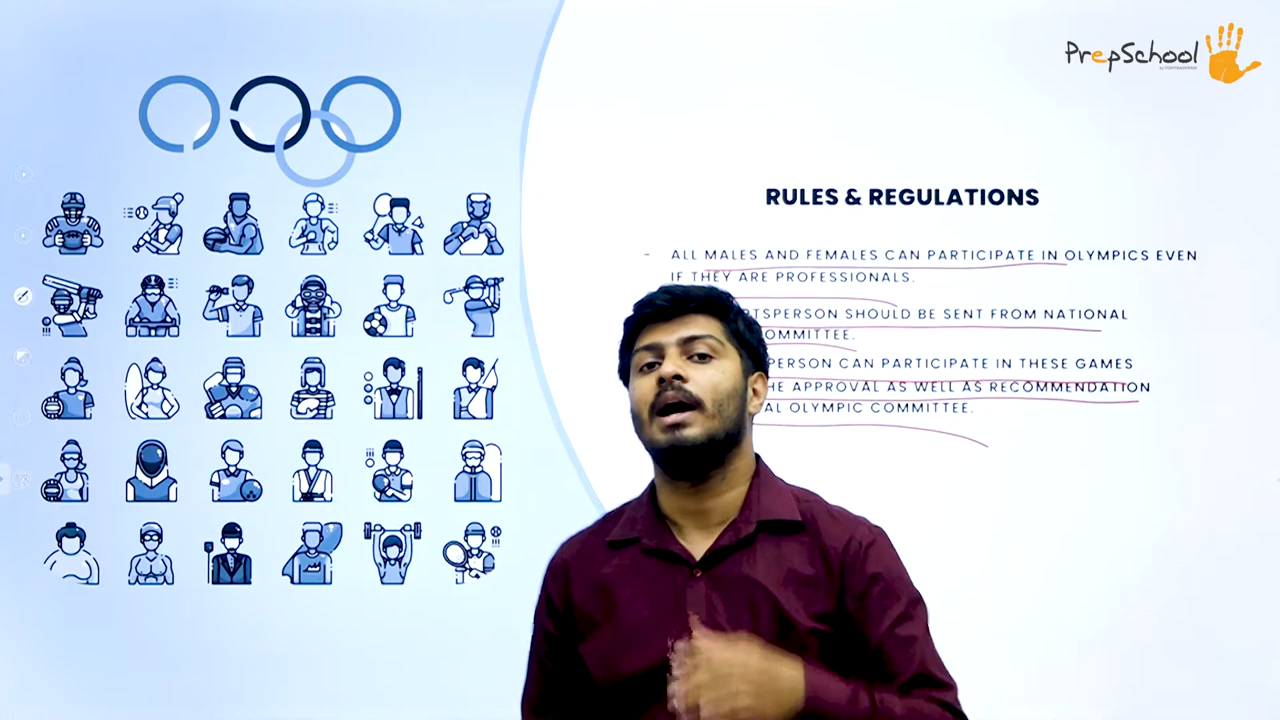 PrepSchool
RULES & REGULATIONS
- ALL MALES AND FEMALES CAN PARTICIPATE IN OLYMPICS EVEN
IF THEY ARE PROFESSIONALS.
RTSPERSON SHOULD BE SENT FROM NATIONAL
OMMITTEE.
PERSON CAN PARTICIPATE IN THESE GAMES
HE APPROVAL AS WELL AS RECOMMENDATION
AL OLYMPIC COMMITTEE.